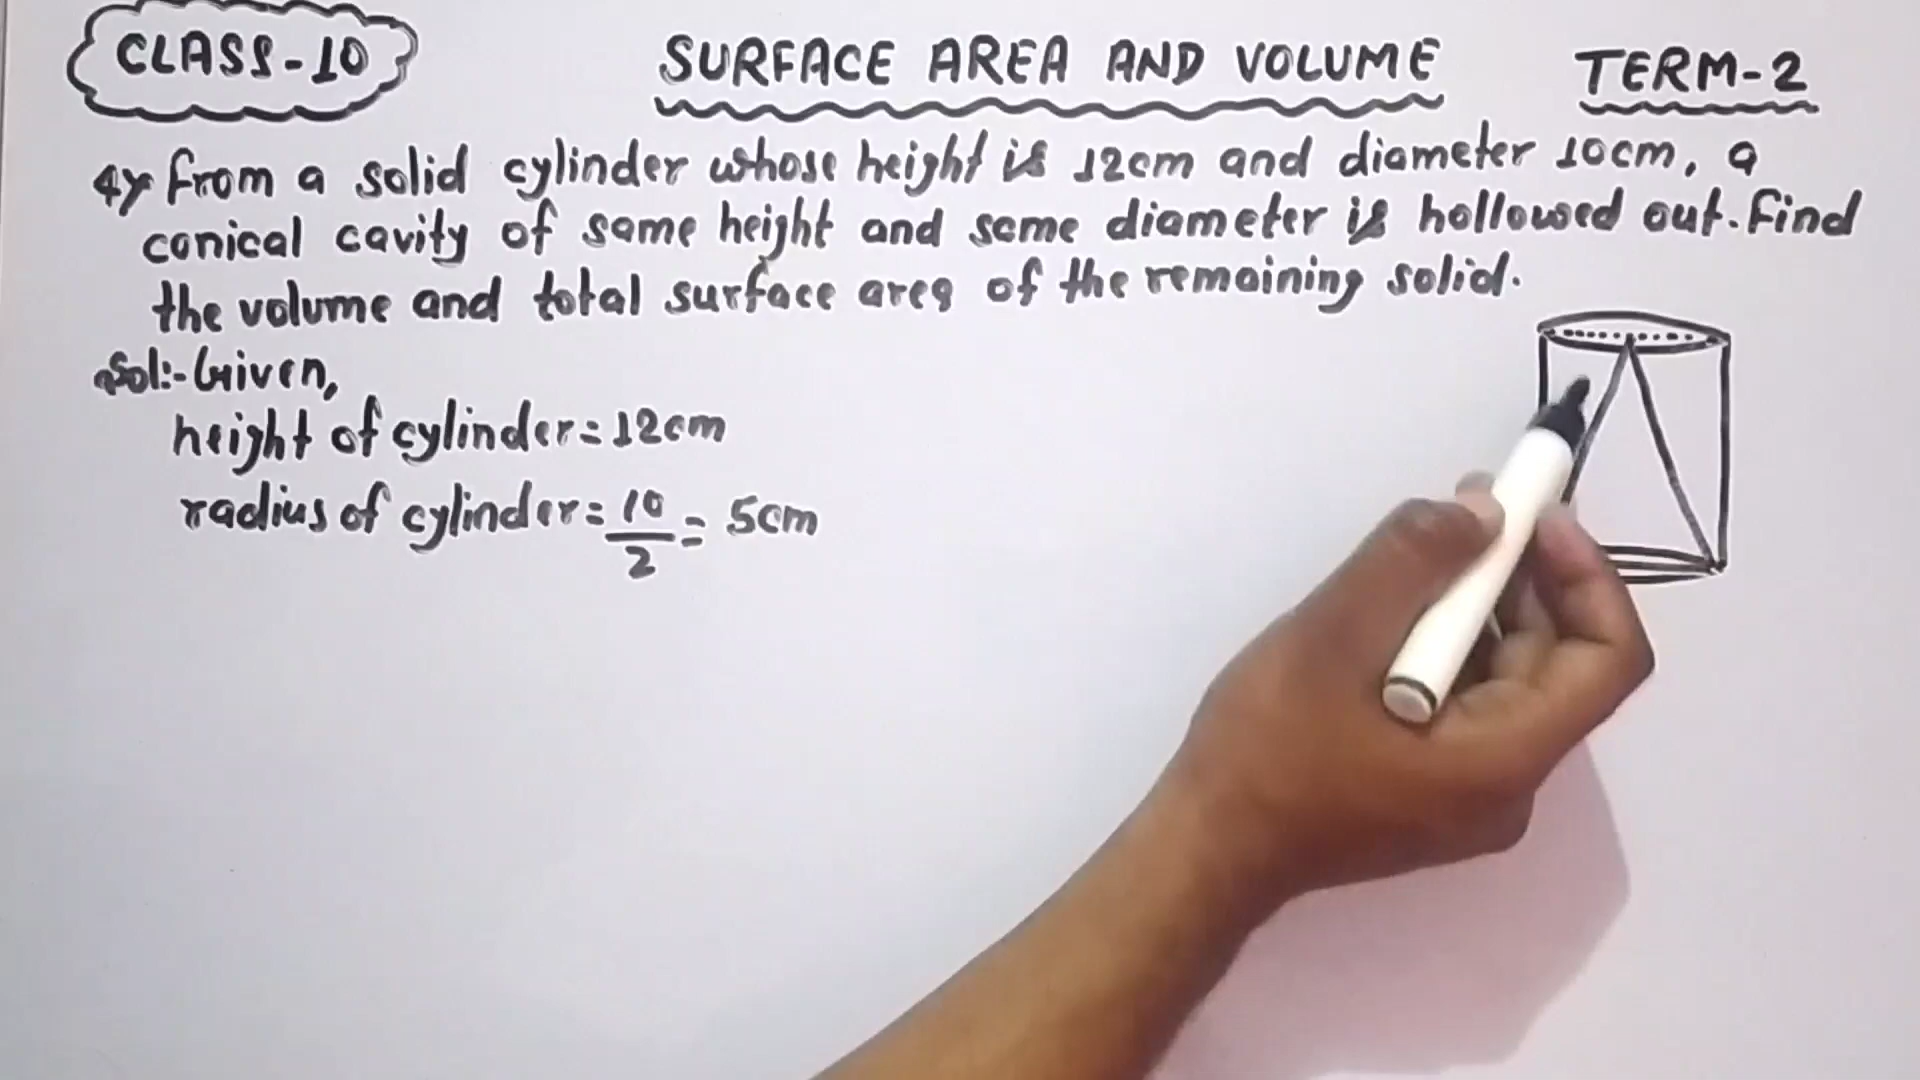 CLASS-10
SURFACE AREA AND VOLUME
TERM-2
4) From a solid cylinder whose height is 12cm and diameter 10cm, a
conical cavity of same height and same diameter is hollowed out. Find
the volume and total surface area of the remaining solid.
Sol:- Given,
height of cylinder = 12cm
radius of cylinder = 10/2 = 5cm